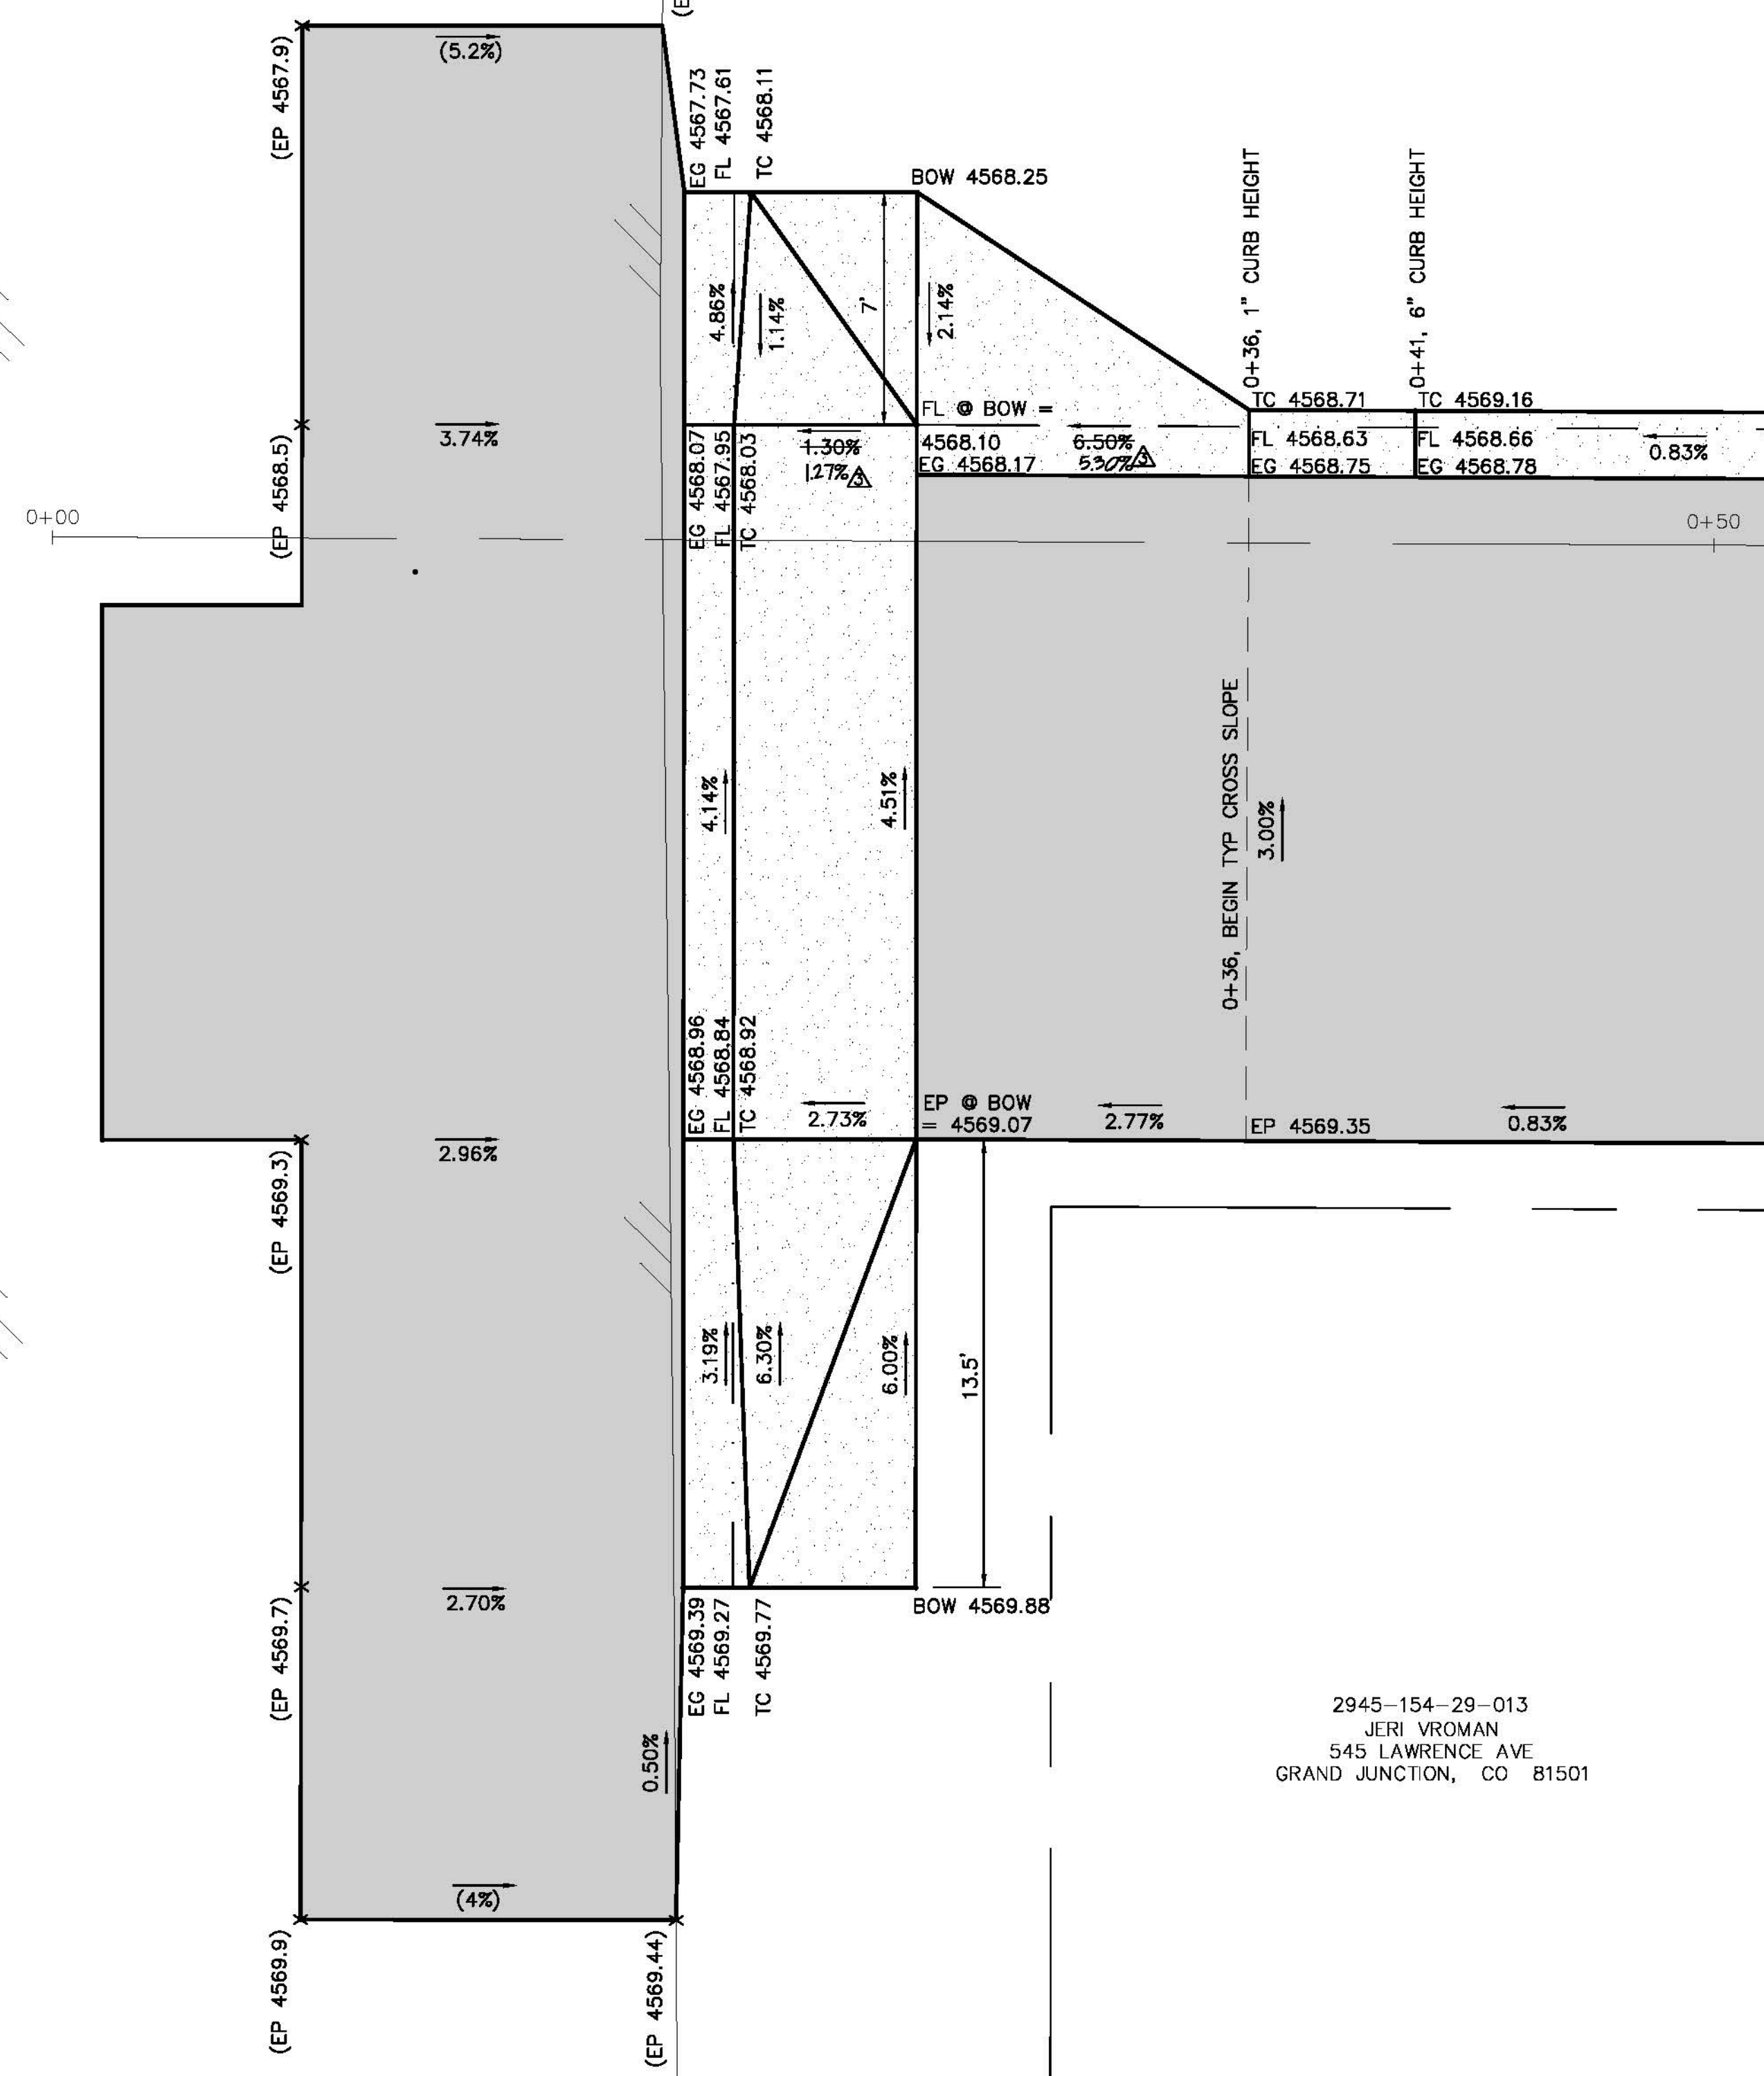 (E
(5.2%)
(EP 4567.9)
EG 4567.73
FL 4567.61
TC 4568.11
BOW 4568.25
0+36, 1" CURB HEIGHT
0+41, 6" CURB HEIGHT
4.86%
1.14%
7'
2.14%
TC 4568.71
TC 4569.16
(EP 4568.5)
3.74%
EG 4568.07
FL 4567.95
TC 4568.03
1.30%
1.27% 3
FL @ BOW =
4568.10
EG 4568.17
6.50%
5.30% 3
FL 4568.63
EG 4568.75
FL 4568.66
EG 4568.78
0.83%
0+00
0+50
4.14%
4.51%
0+36, BEGIN TYP CROSS SLOPE
3.00%
EG 4568.96
FL 4568.84
TC 4568.92
2.73%
EP @ BOW
= 4569.07
2.77%
EP 4569.35
0.83%
2.96%
(EP 4569.3)
3.19%
6.30%
6.00%
13.5'
2.70%
(EP 4569.7)
EG 4569.39
FL 4569.27
TC 4569.77
BOW 4569.88
0.50%
2945-154-29-013
JERI VROMAN
545 LAWRENCE AVE
GRAND JUNCTION, CO 81501
(4%)
(EP 4569.9)
(EP 4569.44)